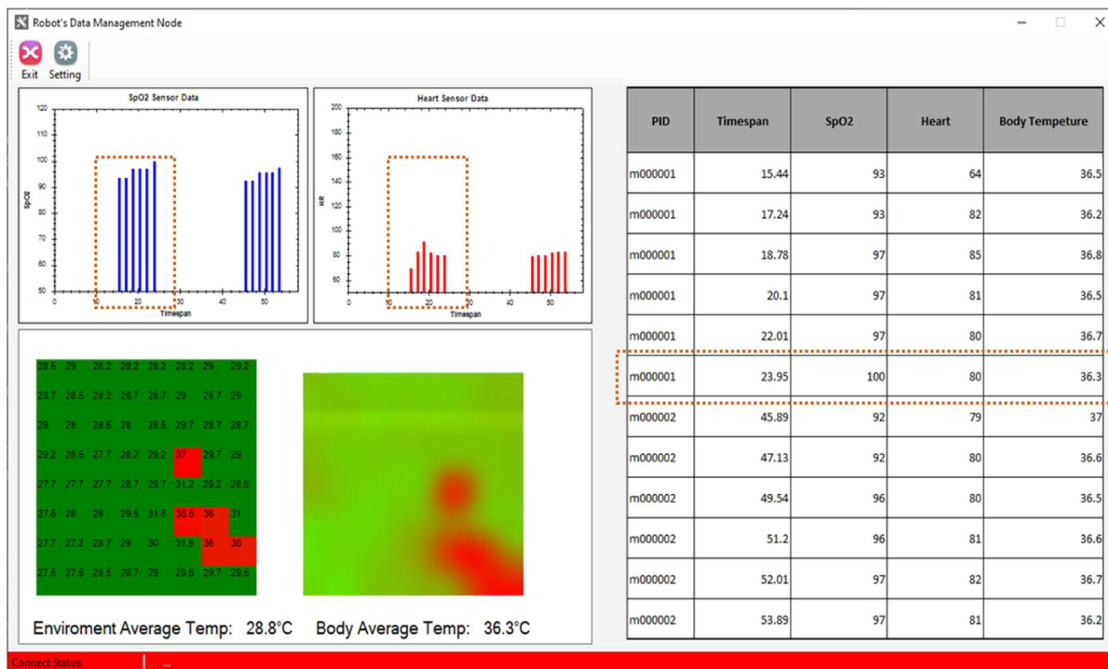 Robot's Data Management Node
Exit Setting
SpO2 Sensor Data
120
110
100
90
80
70
60
50
SpO2
0 10 20 30 40 50
Timespan
Heart Sensor Data
200
180
160
140
120
100
80
60
HR
0 10 20 30 40 50
Timespan
28.6 29 28.2 28.2 28.2 28.2 29 29.2
28.7 28.5 28.2 28.7 28.7 29 28.7 29
29 28 28.5 28 28.5 29.7 28.7 28.7
29.2 28.5 27.7 28.2 29.2 37 29.7 29
27.7 27.7 27.7 28.7 29.7 31.2 29.2 28.5
27.5 28 28 29.5 31.5 36.5 36 31
27.7 27.2 28.7 29 30 31.5 35 36
27.5 27.5 28.5 28.7 29 29.5 29.7 29.5
Enviroment Average Temp: 28.8°C Body Average Temp: 36.3°C
PID Timespan SpO2 Heart Body Tempeture
m000001 15.44 93 64 36.5
m000001 17.24 93 82 36.2
m000001 18.78 97 85 36.8
m000001 20.1 97 81 36.5
m000001 22.01 97 80 36.7
m000001 23.95 100 80 36.3
m000002 45.89 92 79 37
m000002 47.13 92 80 36.6
m000002 49.54 96 80 36.5
m000002 51.2 96 81 36.6
m000002 52.01 97 82 36.7
m000002 53.89 97 81 36.2
Connect Status: ... ...